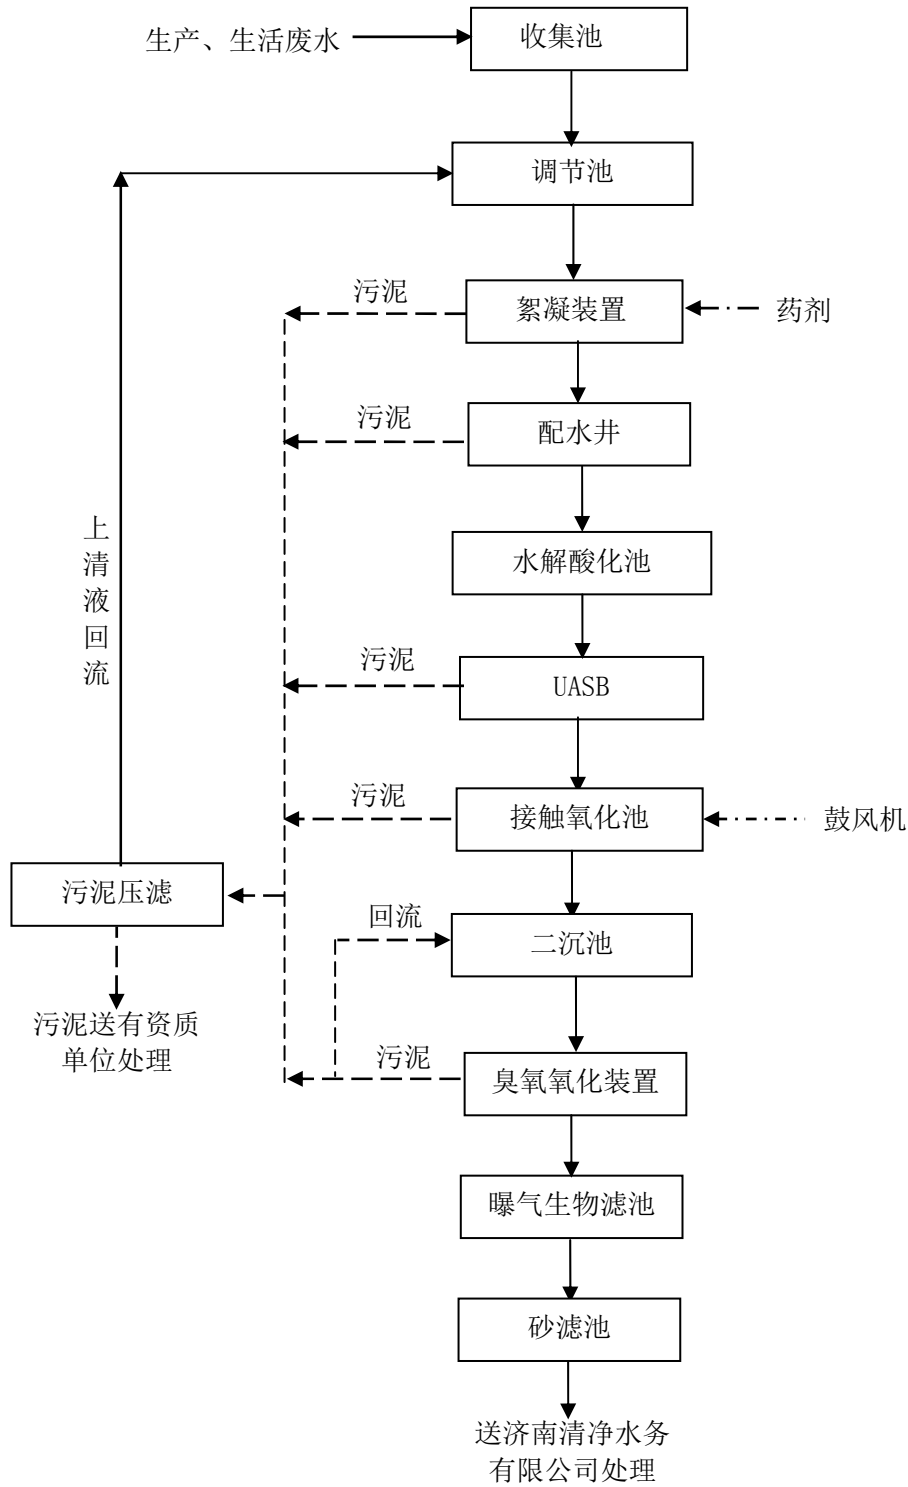 生产、生活废水
收集池
调节池
污泥
絮凝装置
药剂
污泥
配水井
上清液回流
水解酸化池
污泥
UASB
污泥
接触氧化池
鼓风机
污泥压滤
回流
二沉池
污泥送有资质
单位处理
污泥
臭氧氧化装置
曝气生物滤池
砂滤池
送济南清净水务
有限公司处理